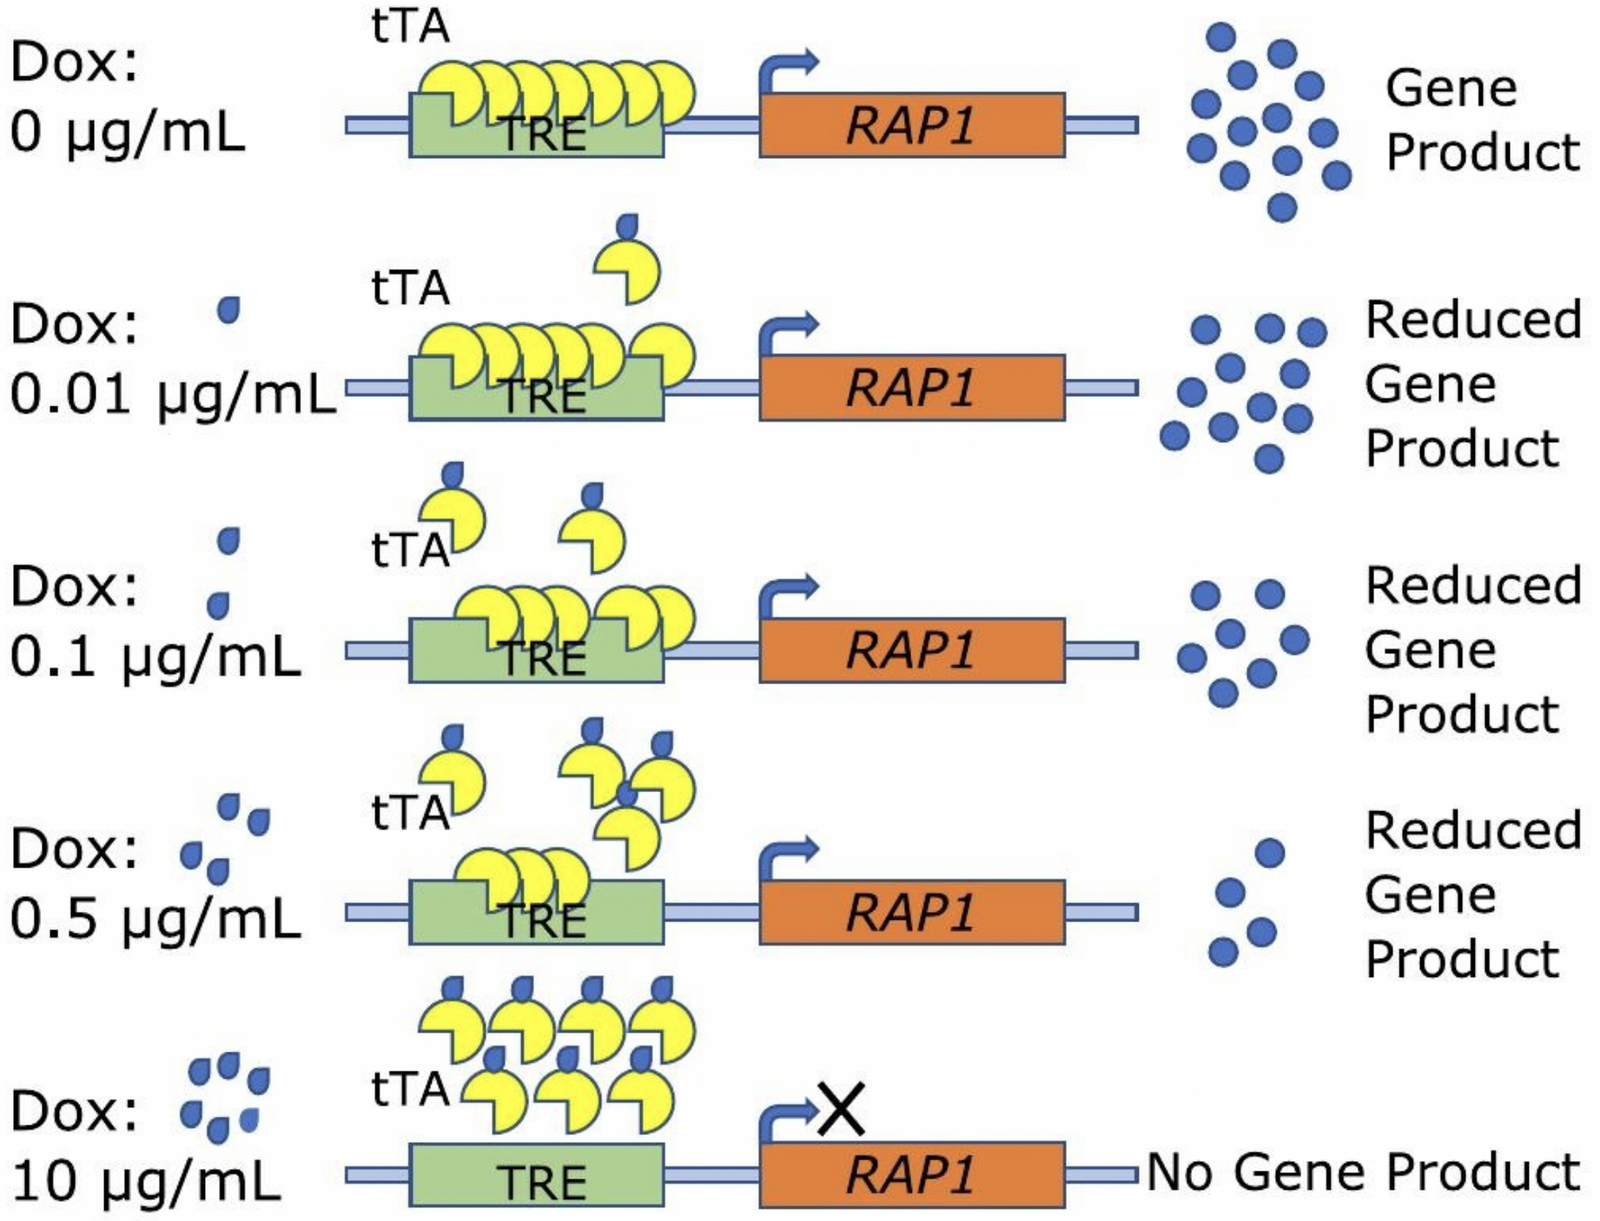 tTA
Dox:
0 µg/mL
TRE
RAP1
Gene
Product
tTA
Dox:
0.01 µg/mL
TRE
RAP1
Reduced
Gene
Product
tTA
Dox:
0.1 µg/mL
TRE
RAP1
Reduced
Gene
Product
tTA
Dox:
0.5 µg/mL
TRE
RAP1
Reduced
Gene
Product
tTA
Dox:
10 µg/mL
TRE
RAP1
No Gene Product